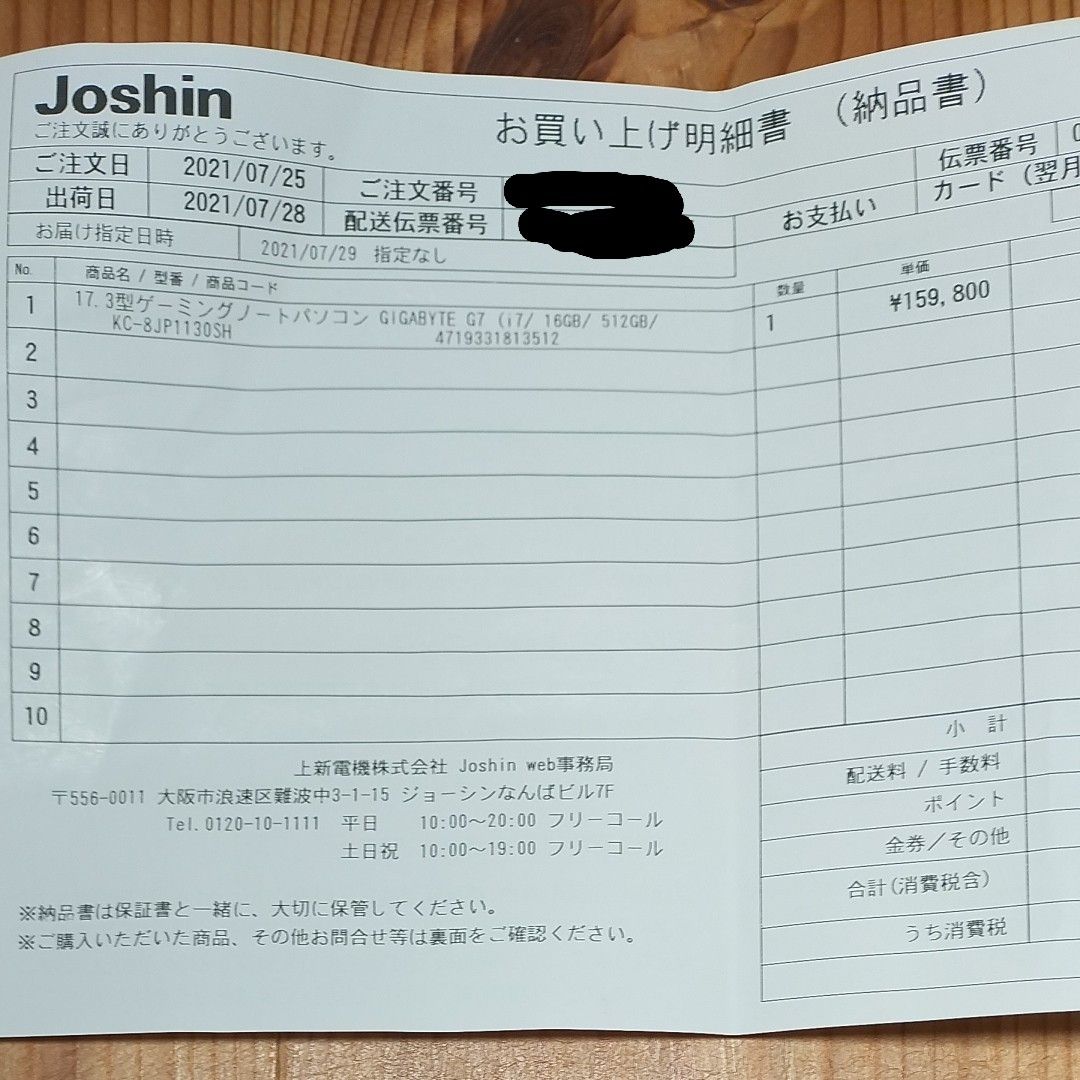 Joshin
ご注文誠にありがとうございます。
お買い上げ明細書 (納品書)
ご注文日 2021/07/25 ご注文番号
出荷日 2021/07/28 配送伝票番号
お支払い
伝票番号
カード (翌月
お届け指定日時 2021/07/29 指定なし
No. 商品名 / 型番 / 商品コード 数量 単価
1 17.3型ゲーミングノートパソコン GIGABYTE G7 (i7/ 16GB/ 512GB/ 1 ¥159,800
KC-8JP1130SH 4719331813512
2
3
4
5
6
7
8
9
10
小 計
配送料 / 手数料
ポイント
金券/その他
合計(消費税含)
うち消費税
上新電機株式会社 Joshin web事務局
〒556-0011 大阪市浪速区難波中3-1-15 ジョーシンなんばビル7F
Tel.0120-10-1111 平日 10:00〜20:00 フリーコール
土日祝 10:00〜19:00 フリーコール
※納品書は保証書と一緒に、大切に保管してください。
※ご購入いただいた商品、その他お問合せ等は裏面をご確認ください。